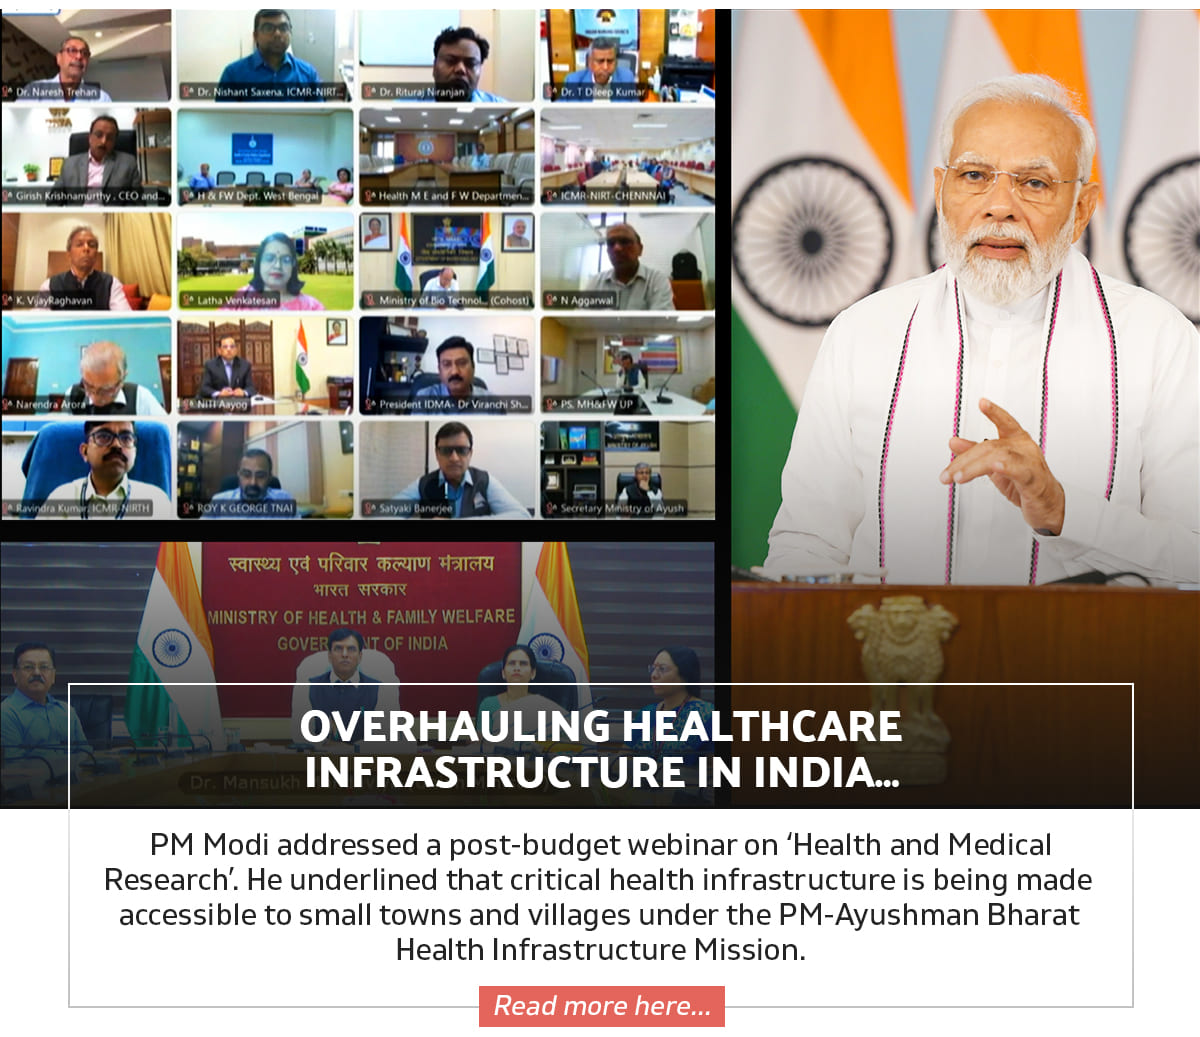 Dr. Naresh Trehan
Dr. Nishant Saxena, ICMR-NIRT...
Dr. Rituraj Niranjan
Dr. T Dileep Kumar
Girish Krishnamurthy , CEO and...
H & FW Dept. West Bengal
Health M E and F W Departmen...
ICMR-NIRT-CHENNNAI
K. VijayRaghavan
Latha Venkatesan
Ministry of Bio Technol... (Cohost)
N Aggarwal
Narendra Arora
NITI Aayog
President IDMA- Dr Viranchi Sh...
PS, MH&FW UP
Ravindra Kumar, ICMR-NIRTH
ROY K GEORGE TNAI
Satyaki Banerjee
Secretary Ministry of Ayush
स्वास्थ्य एवं परिवार कल्याण मंत्रालय
भारत सरकार
MINISTRY OF HEALTH & FAMILY WELFARE
OF INDIA
Dr. Mansukh
OVERHAULING HEALTHCARE
INFRASTRUCTURE IN INDIA...
PM Modi addressed a post-budget webinar on ‘Health and Medical
Research’. He underlined that critical health infrastructure is being made
accessible to small towns and villages under the PM-Ayushman Bharat
Health Infrastructure Mission.
Read more here...